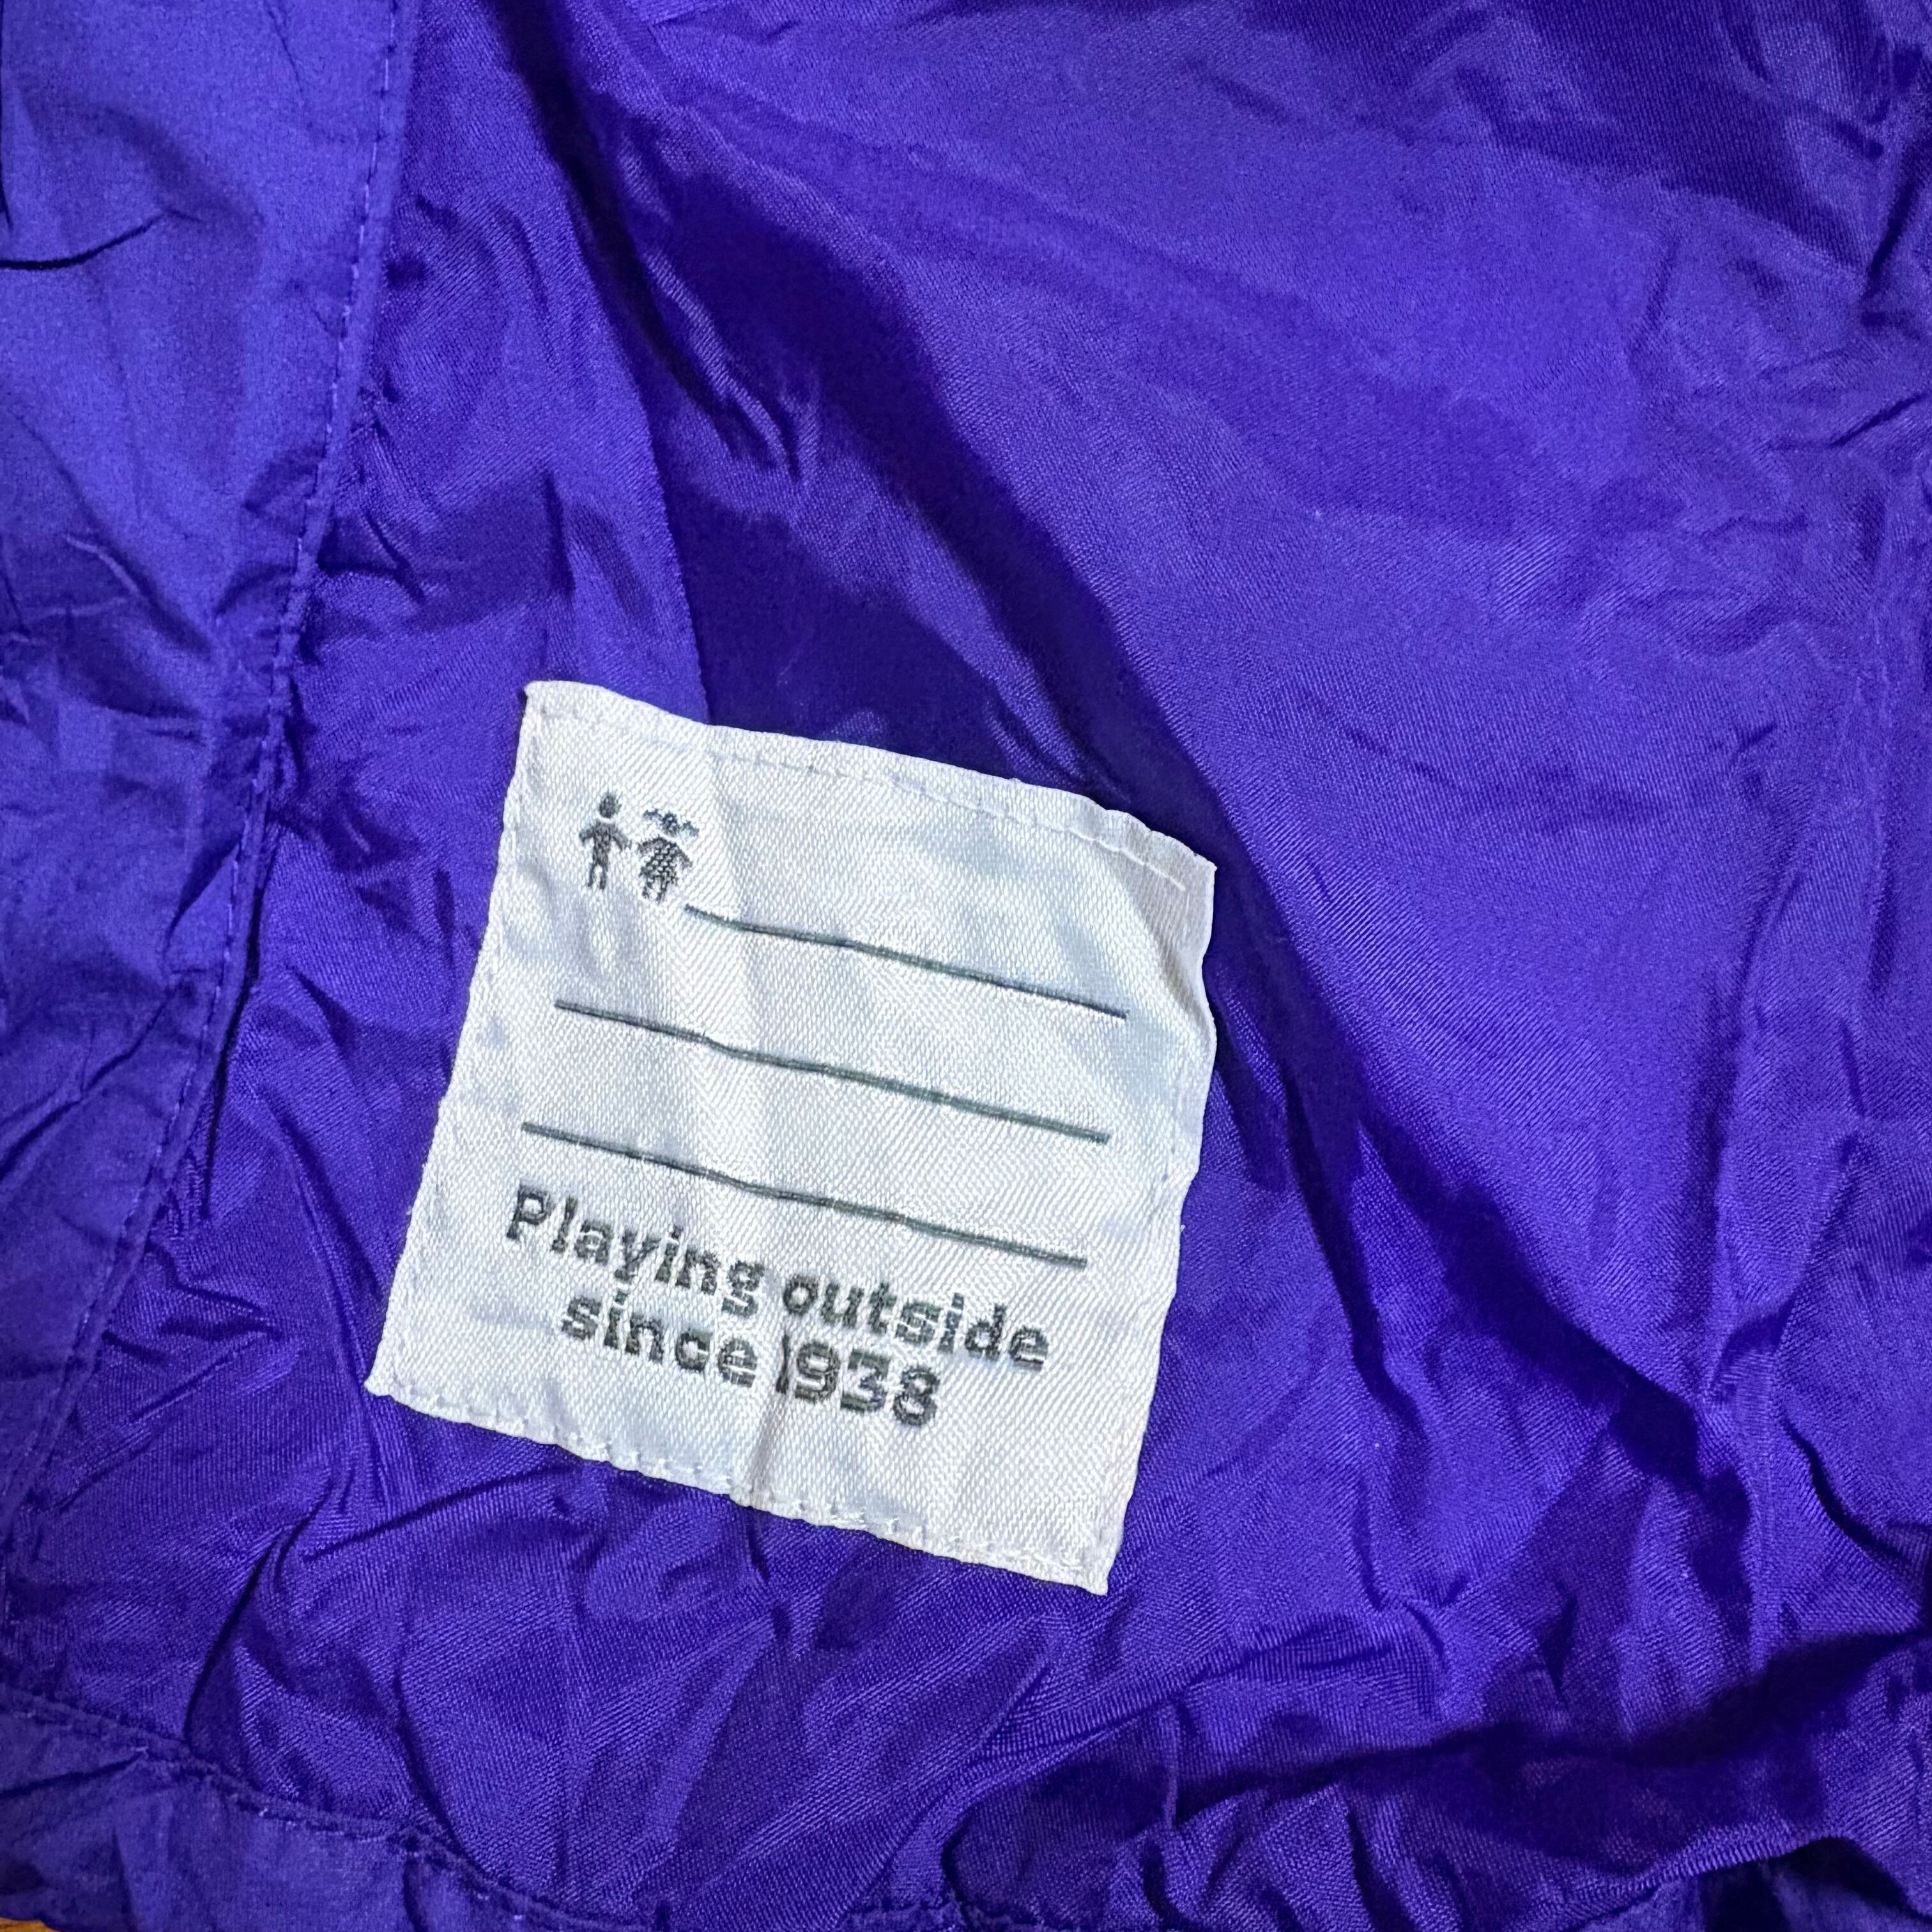 Playing outside
since 1938